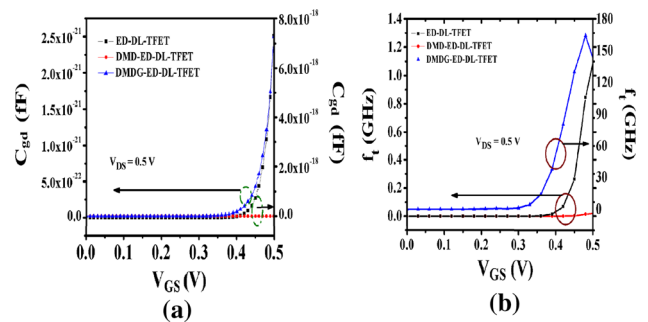 (a)
ED-DL-TFET
DMD-ED-DL-TFET
DMDG-ED-DL-TFET
V_DS = 0.5 V
C_gd (fF)
2.5x10^-21
2.0x10^-21
1.5x10^-21
1.0x10^-21
5.0x10^-22
0.0
C_gd (fF)
8.0x10^-18
6.0x10^-18
4.0x10^-18
2.0x10^-18
0.0
0.0 0.1 0.2 0.3 0.4 0.5
V_GS (V)
(a)
(b)
ED-DL-TFET
DMD-ED-DL-TFET
DMDG-ED-DL-TFET
V_DS = 0.5 V
f_t (GHz)
1.4
1.2
1.0
0.8
0.6
0.4
0.2
0.0
f_t (GHz)
180
150
120
90
60
30
0
0.0 0.1 0.2 0.3 0.4 0.5
V_GS (V)
(b)